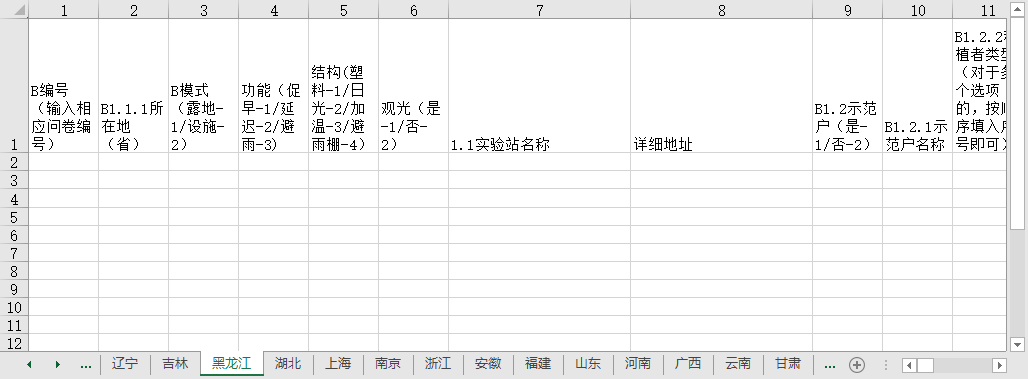 1 2 3 4 5 6 7 8 9 10 11
1
B编号
（输入相
应问卷编
号）
B1.1.1所
在地
（省）
B模式
（露地-
1/设施-
2）
功能（促
早-1/延
迟-2/避
雨-3）
结构(塑
料-1/日
光-2/加
温-3/避
雨棚-4）
观光（是
-1/否-
2）
1.1实验站名称
详细地址
B1.2示范
户（是-
1/否-2）
B1.2.1示
范户名称
B1.2.2
植者类
（对于
个选项
的，按
序填入
号即可
2
3
4
5
6
7
8
9
10
11
12
... 辽宁 吉林 黑龙江 湖北 上海 南京 浙江 安徽 福建 山东 河南 广西 云南 甘肃 ...